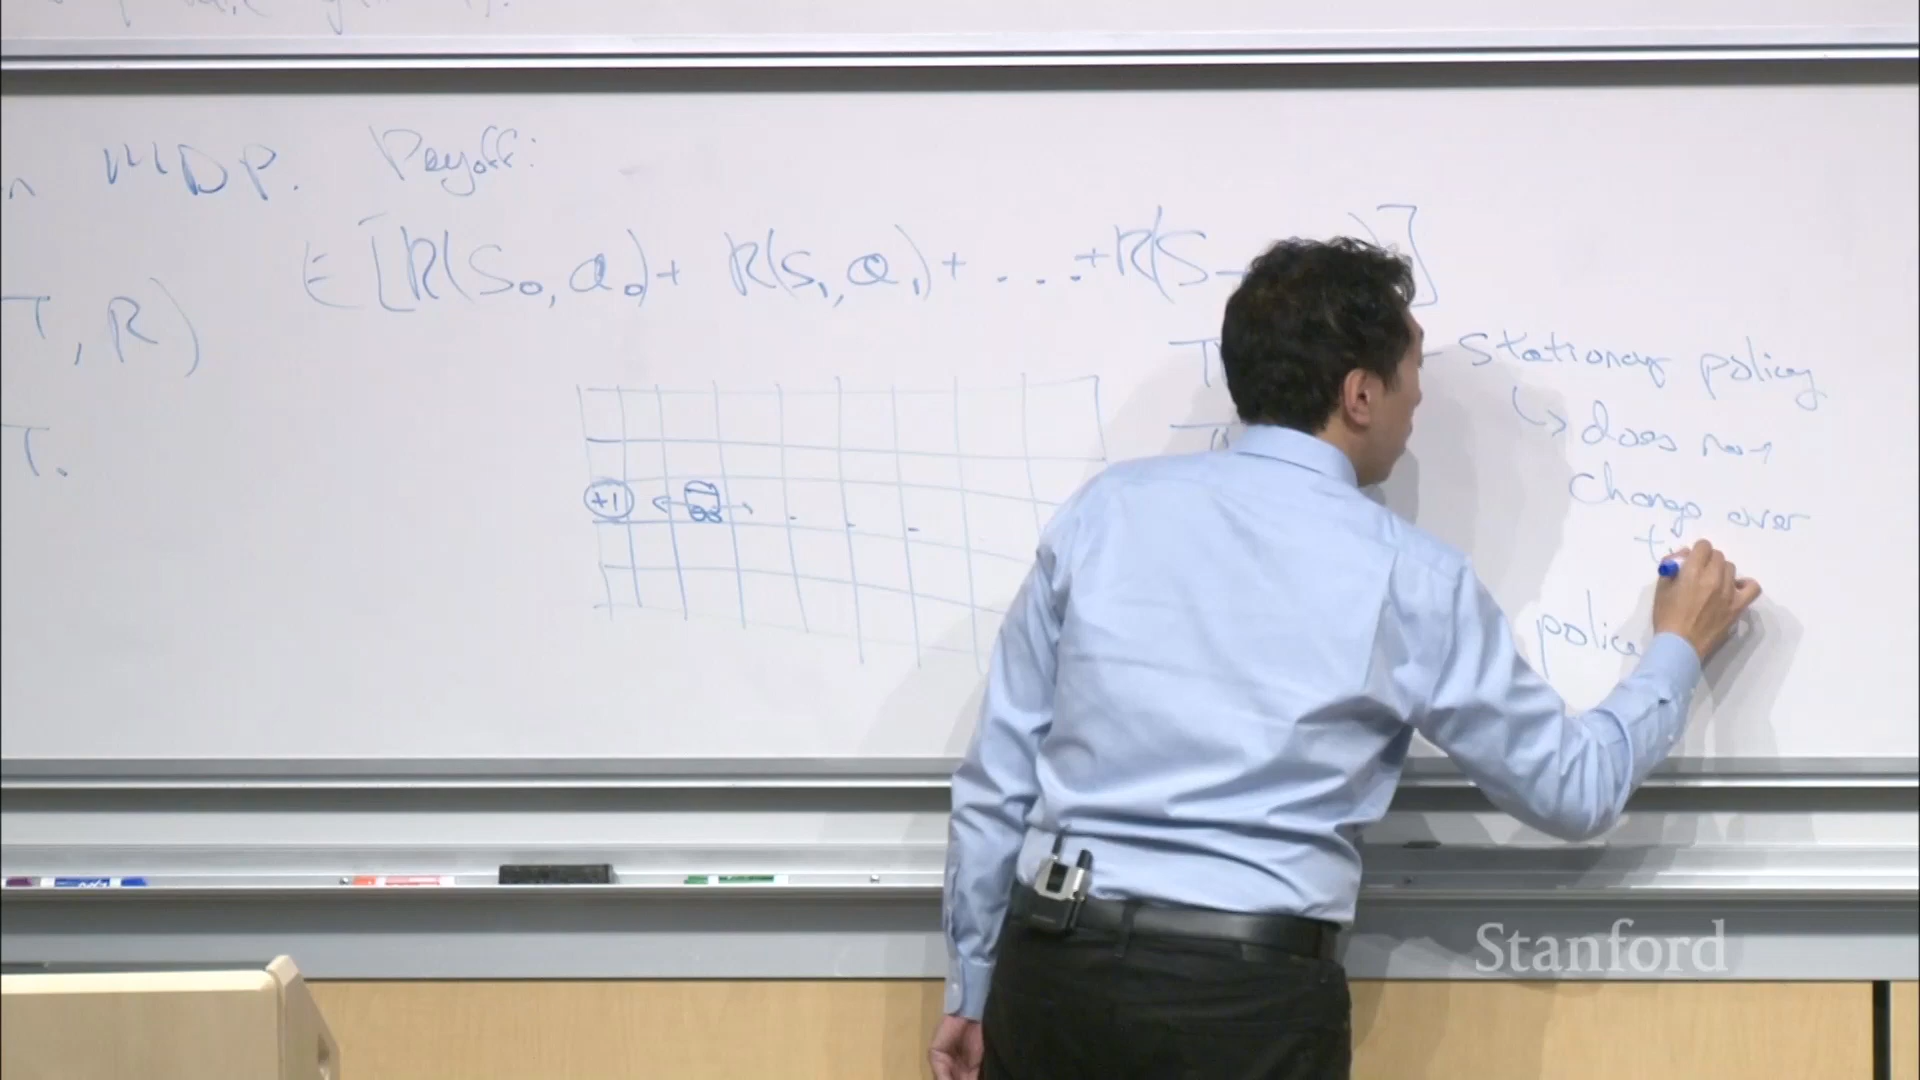 MDP. Payoff:
E[R(S0, a0) + R(S1, a1) + ... + R(S
T, R)
Stationary policy
↳ does not
T.
change over
+1
polic
Stanford